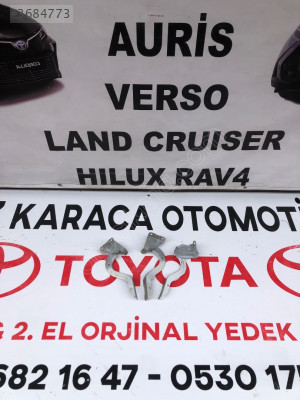 3684773
AURİS
VERSO
LAND CRUISER
HILUX RAV4
KARACA OTOMOTİ
TOYOTA
2. EL ORJİNAL YEDEK
682 16 47 - 0530 17